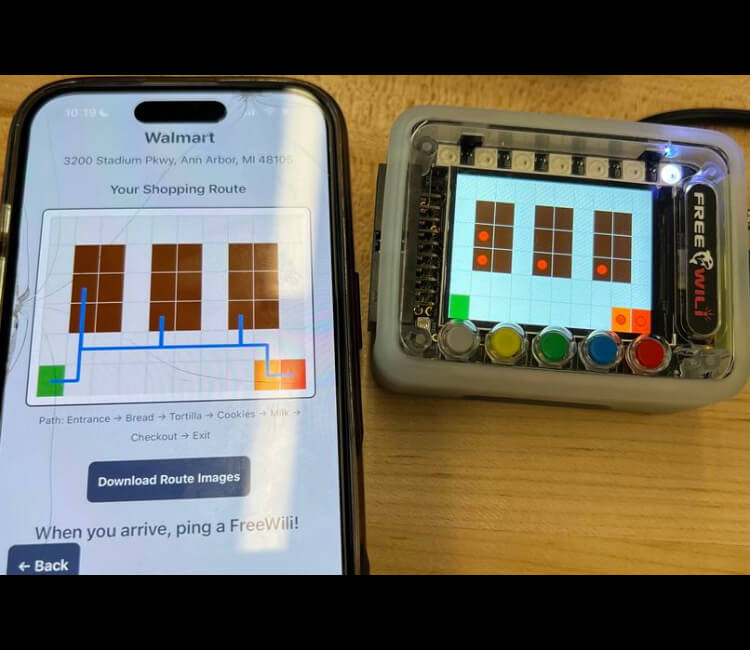 10:19
Walmart
3200 Stadium Pkwy, Ann Arbor, MI 48105
Your Shopping Route
Path: Entrance → Bread → Tortilla → Cookies → Milk →
Checkout → Exit
Download Route Images
When you arrive, ping a FreeWili!
← Back
FREE WILi